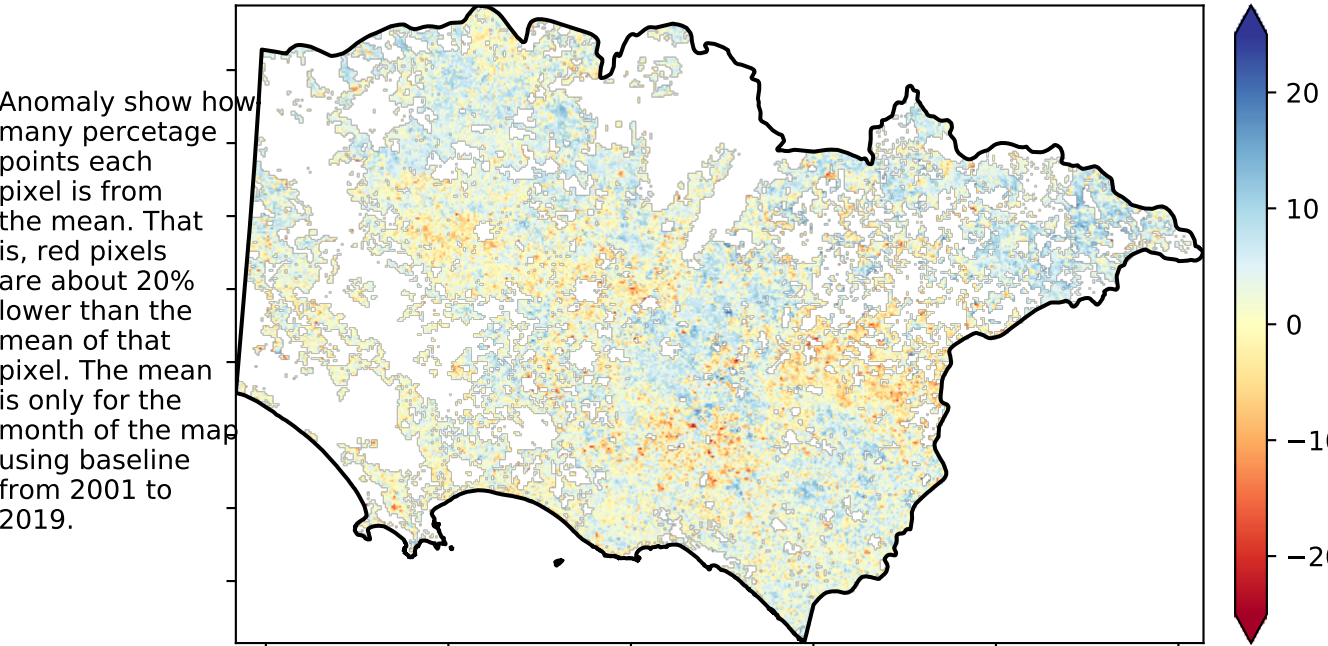 Anomaly show how
many percetage
points each
pixel is from
the mean. That
is, red pixels
are about 20%
lower than the
mean of that
pixel. The mean
is only for the
month of the map
using baseline
from 2001 to
2019.
20
10
0
−10
−20